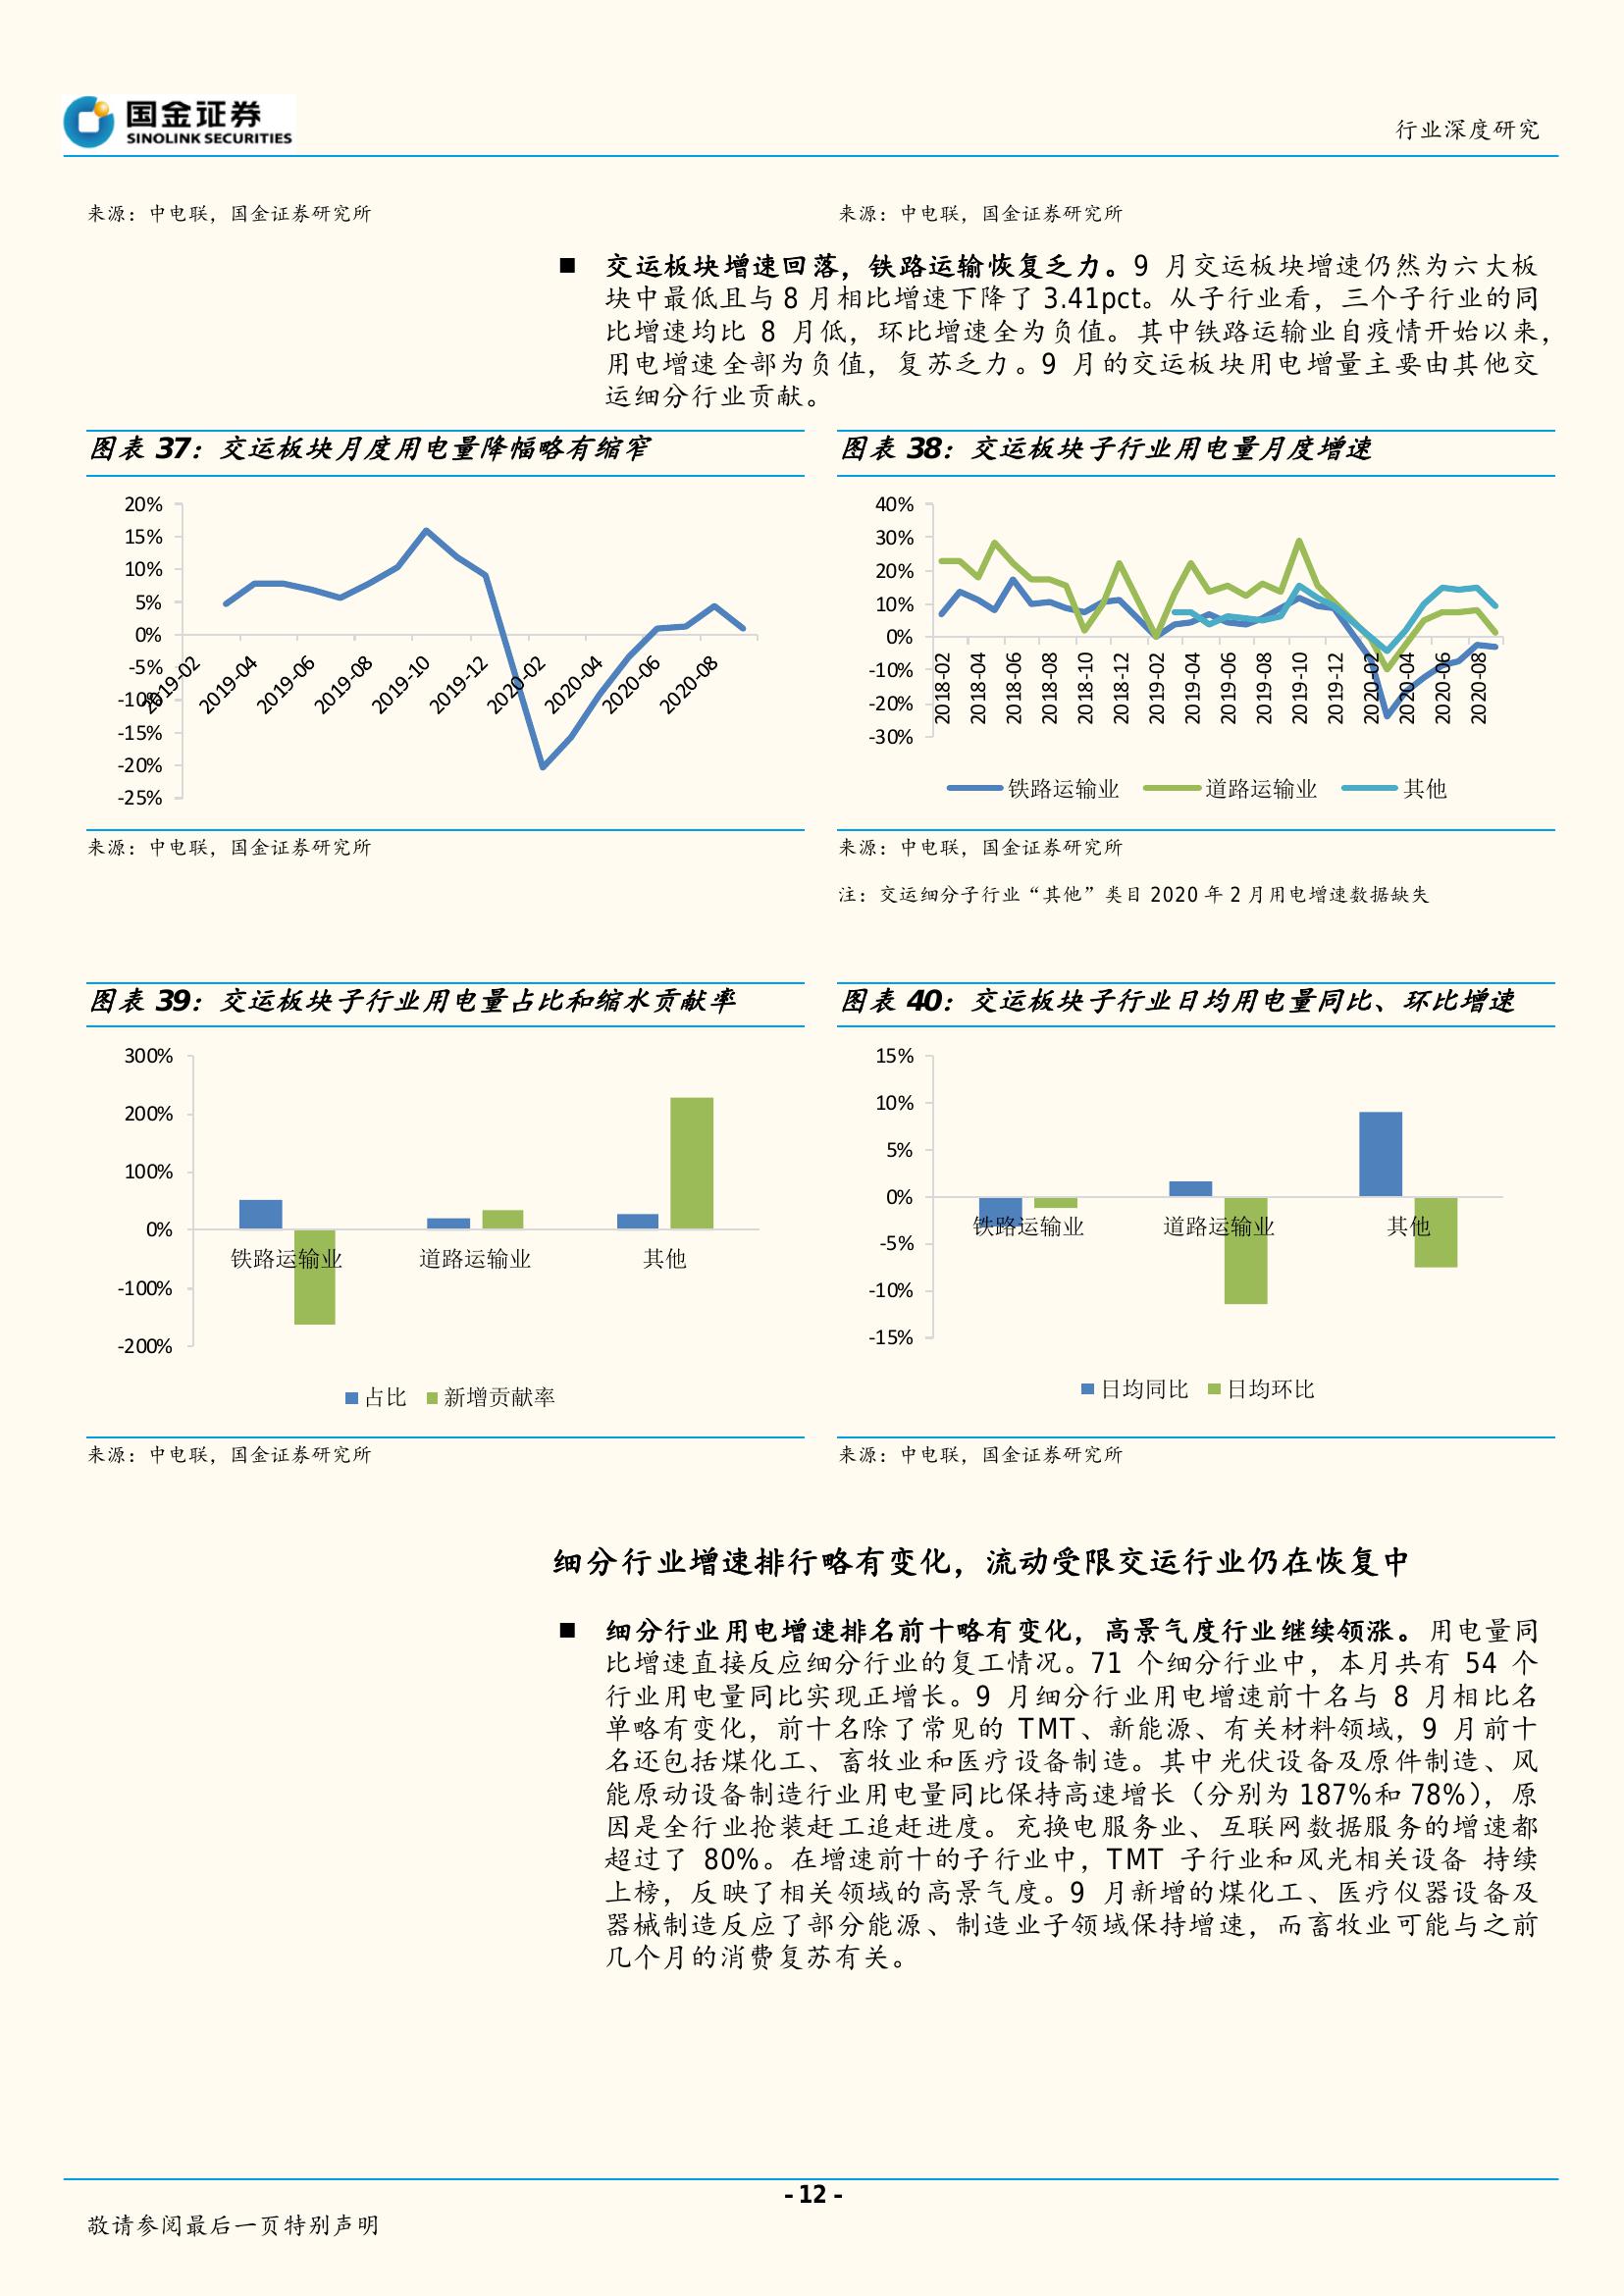 国金证券
SINOLINK SECURITIES
行业深度研究
来源：中电联，国金证券研究所
来源：中电联，国金证券研究所
■ 交运板块增速回落，铁路运输恢复乏力。9 月交运板块增速仍然为六大板
块中最低且与 8 月相比增速下降了 3.41pct。从子行业看，三个子行业的同
比增速均比 8 月低，环比增速全为负值。其中铁路运输业自疫情开始以来，
用电增速全部为负值，复苏乏力。9 月的交运板块用电增量主要由其他交
运细分行业贡献。
图表 37：交运板块月度用电量降幅略有缩窄
20%
15%
10%
5%
0%
-5%
-10%
-15%
-20%
-25%
2019-02
2019-04
2019-06
2019-08
2019-10
2019-12
2020-02
2020-04
2020-06
2020-08
来源：中电联，国金证券研究所
图表 38：交运板块子行业用电量月度增速
40%
30%
20%
10%
0%
-10%
-20%
-30%
2018-02
2018-04
2018-06
2018-08
2018-10
2018-12
2019-02
2019-04
2019-06
2019-08
2019-10
2019-12
2020-02
2020-04
2020-06
2020-08
铁路运输业 道路运输业 其他
来源：中电联，国金证券研究所
注：交运细分子行业“其他”类目 2020 年 2 月用电增速数据缺失
图表 39：交运板块子行业用电量占比和缩水贡献率
300%
200%
100%
0%
-100%
-200%
铁路运输业 道路运输业 其他
占比 新增贡献率
来源：中电联，国金证券研究所
图表 40：交运板块子行业日均用电量同比、环比增速
15%
10%
5%
0%
-5%
-10%
-15%
铁路运输业 道路运输业 其他
日均同比 日均环比
来源：中电联，国金证券研究所
细分行业增速排行略有变化，流动受限交运行业仍在恢复中
■ 细分行业用电增速排名前十略有变化，高景气度行业继续领涨。用电量同
比增速直接反应细分行业的复工情况。71 个细分行业中，本月共有 54 个
行业用电量同比实现正增长。9 月细分行业用电增速前十名与 8 月相比名
单略有变化，前十名除了常见的 TMT、新能源、有关材料领域，9 月前十
名还包括煤化工、畜牧业和医疗设备制造。其中光伏设备及原件制造、风
能原动设备制造行业用电量同比保持高速增长（分别为 187%和 78%），原
因是全行业抢装赶工追赶进度。充换电服务业、互联网数据服务的增速都
超过了 80%。在增速前十的子行业中，TMT 子行业和风光相关设备 持续
上榜，反映了相关领域的高景气度。9 月新增的煤化工、医疗仪器设备及
器械制造反应了部分能源、制造业子领域保持增速，而畜牧业可能与之前
几个月的消费复苏有关。
- 12 -
敬请参阅最后一页特别声明